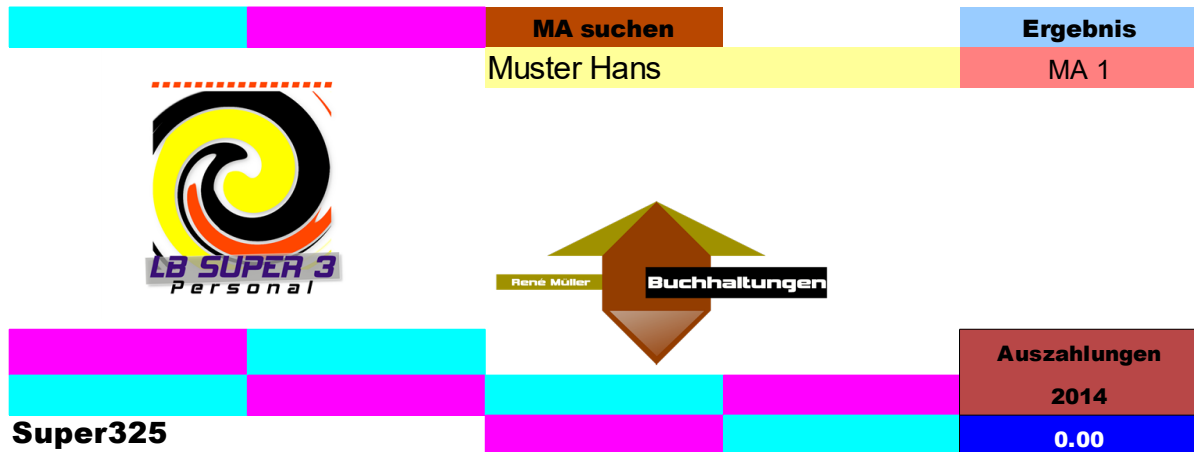 MA suchen Ergebnis
Muster Hans MA 1
LB SUPER 3
Personal
René Müller Buchhaltungen
Auszahlungen
2014
Super325 0.00